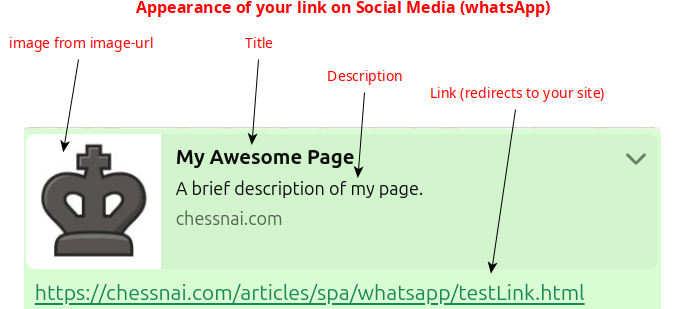 Appearance of your link on Social Media (whatsApp)
image from image-url
Title
Description
Link (redirects to your site)
My Awesome Page
A brief description of my page.
chessnai.com
https://chessnai.com/articles/spa/whatsapp/testLink.html